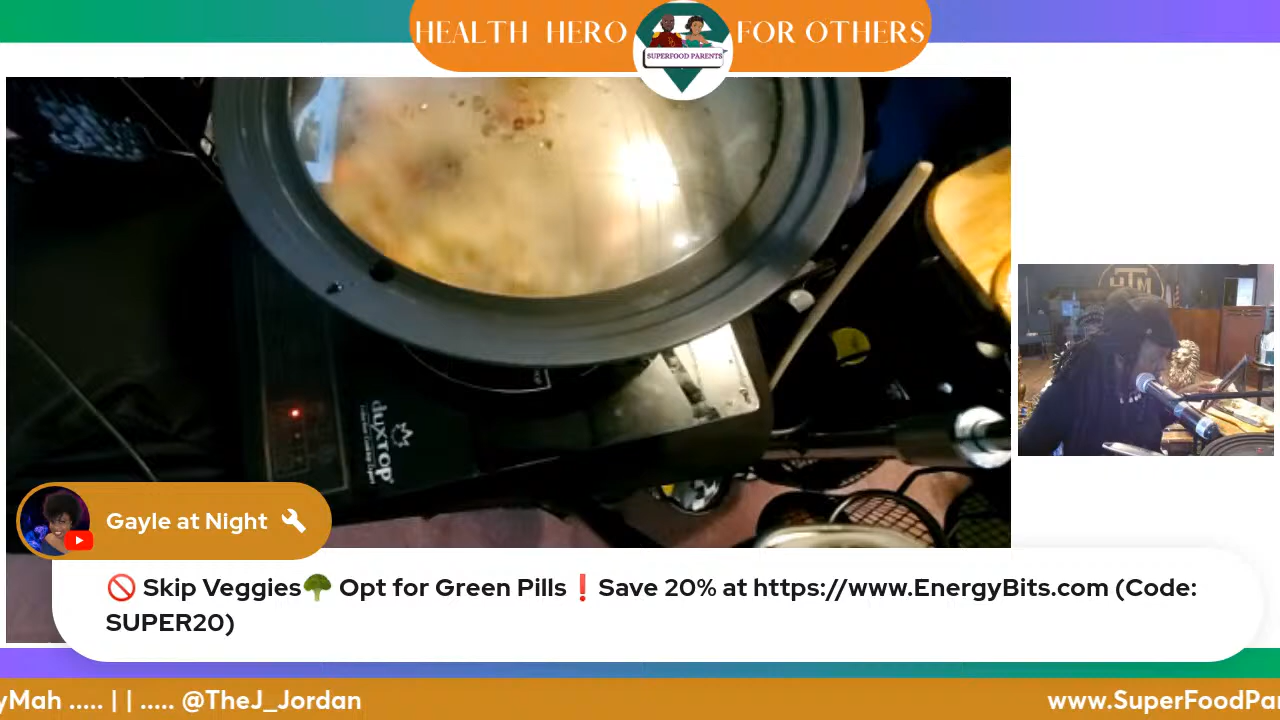 HEALTH HERO FOR OTHERS
SUPERFOOD PARENTS
HTM
duxtop
Gayle at Night
🚫 Skip Veggies🥦 Opt for Green Pills❗Save 20% at https://www.EnergyBits.com (Code:
SUPER20)
yMah ..... | | ..... @TheJ_Jordan
www.SuperFoodPar